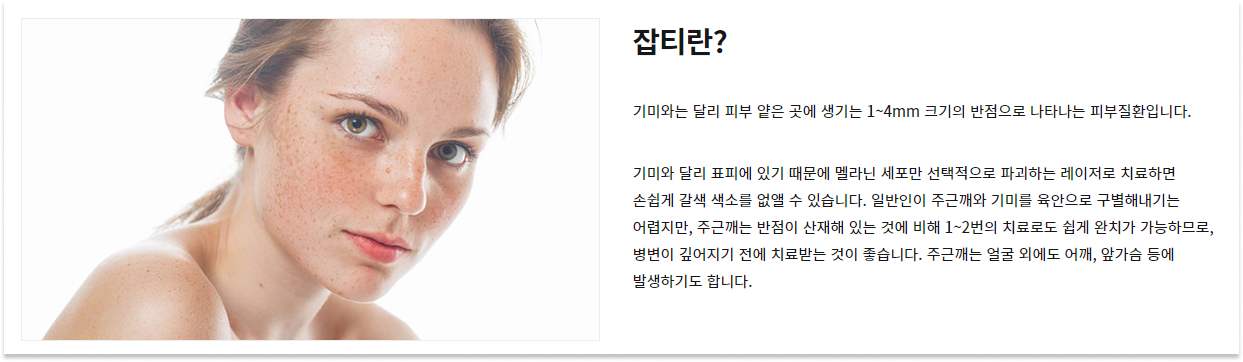 잡티란?
기미와는 달리 피부 얕은 곳에 생기는 1~4mm 크기의 반점으로 나타나는 피부질환입니다.
기미와 달리 표피에 있기 때문에 멜라닌 세포만 선택적으로 파괴하는 레이저로 치료하면
손쉽게 갈색 색소를 없앨 수 있습니다. 일반인이 주근깨와 기미를 육안으로 구별해내기는
어렵지만, 주근깨는 반점이 산재해 있는 것에 비해 1~2번의 치료로도 쉽게 완치가 가능하므로,
병변이 깊어지기 전에 치료받는 것이 좋습니다. 주근깨는 얼굴 외에도 어깨, 앞가슴 등에
발생하기도 합니다.